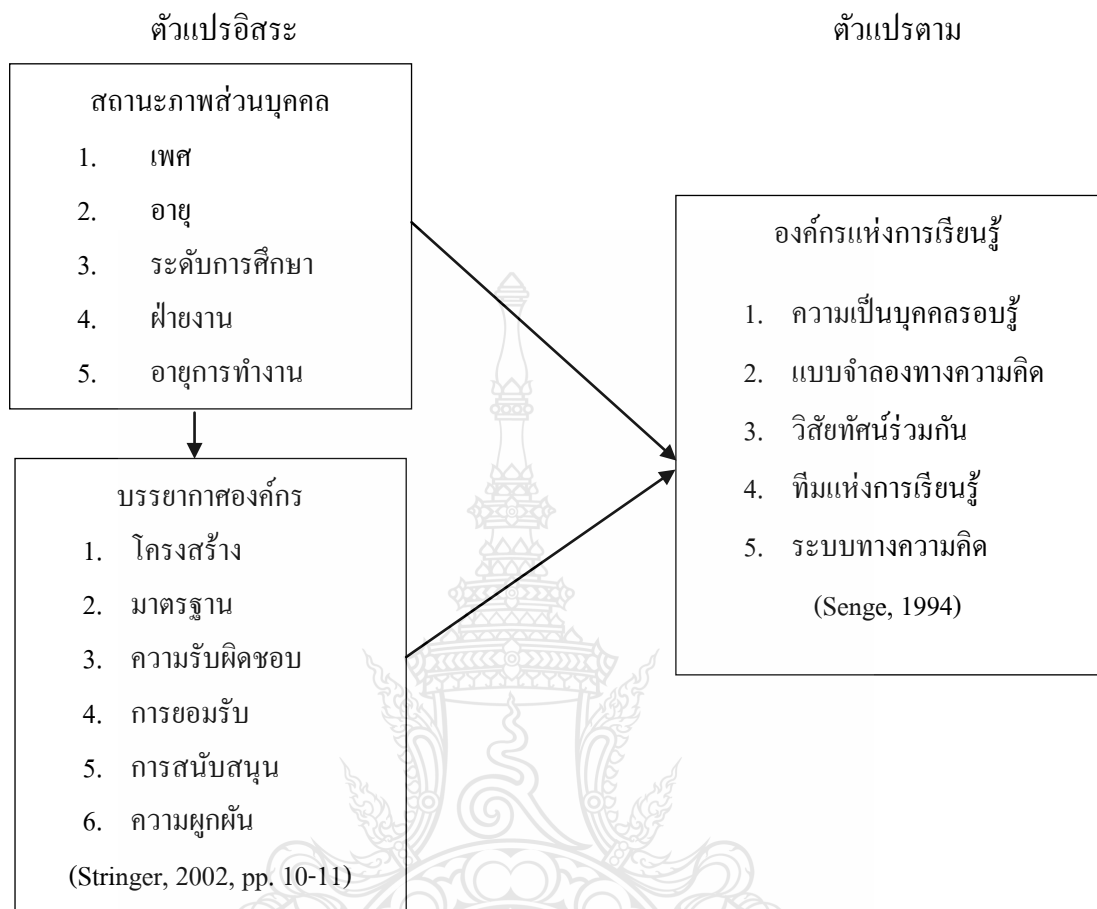 ตัวแปรอิสระ
ตัวแปรตาม
สถานะภาพส่วนบุคคล
1. เพศ
2. อายุ
3. ระดับการศึกษา
4. ฝ่ายงาน
5. อายุการทำงาน
บรรยากาศองค์กร
1. โครงสร้าง
2. มาตรฐาน
3. ความรับผิดชอบ
4. การยอมรับ
5. การสนับสนุน
6. ความผูกผัน
(Stringer, 2002, pp. 10-11)
องค์กรแห่งการเรียนรู้
1. ความเป็นบุคคลรอบรู้
2. แบบจำลองทางความคิด
3. วิสัยทัศน์ร่วมกัน
4. ทีมแห่งการเรียนรู้
5. ระบบทางความคิด
(Senge, 1994)